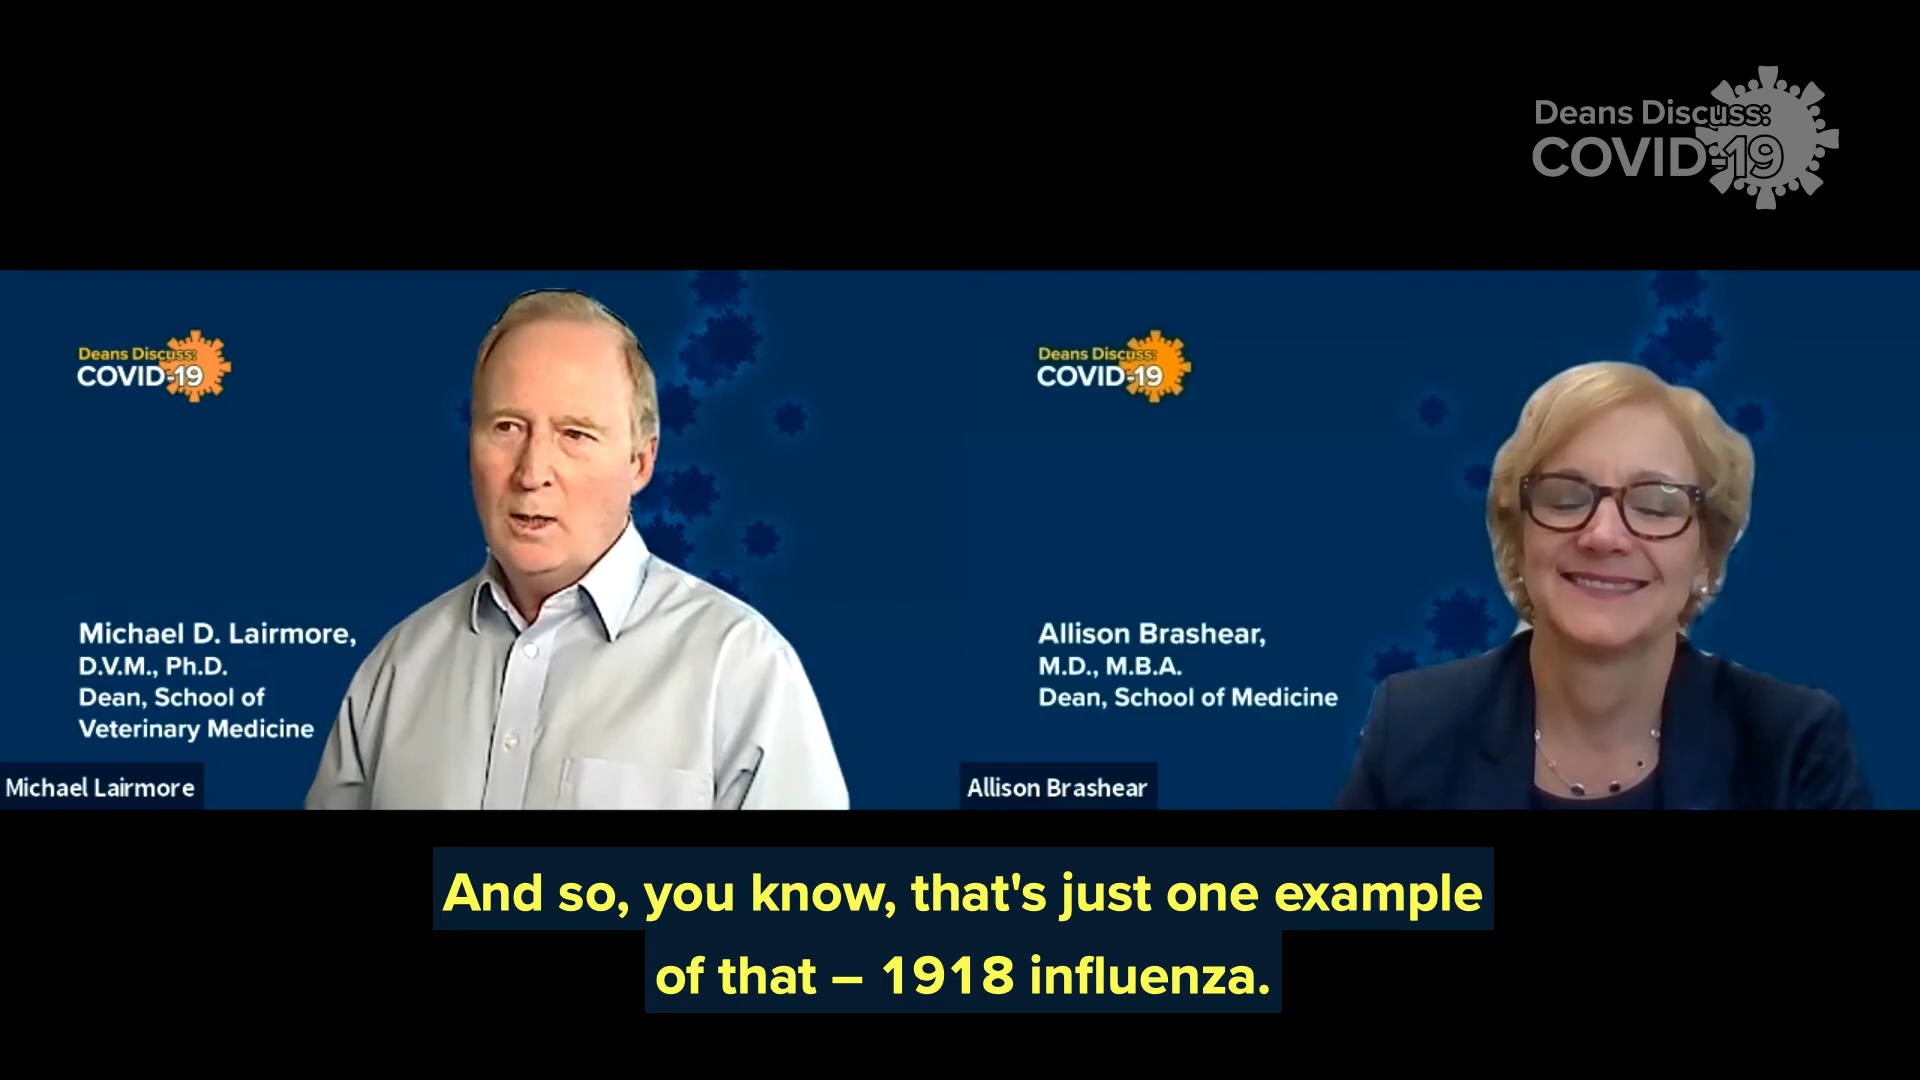 Deans Discuss:
COVID-19
Deans Discuss:
COVID-19
Michael D. Lairmore,
D.V.M., Ph.D.
Dean, School of
Veterinary Medicine
Michael Lairmore
Deans Discuss:
COVID-19
Allison Brashear,
M.D., M.B.A.
Dean, School of Medicine
Allison Brashear
And so, you know, that's just one example
of that – 1918 influenza.